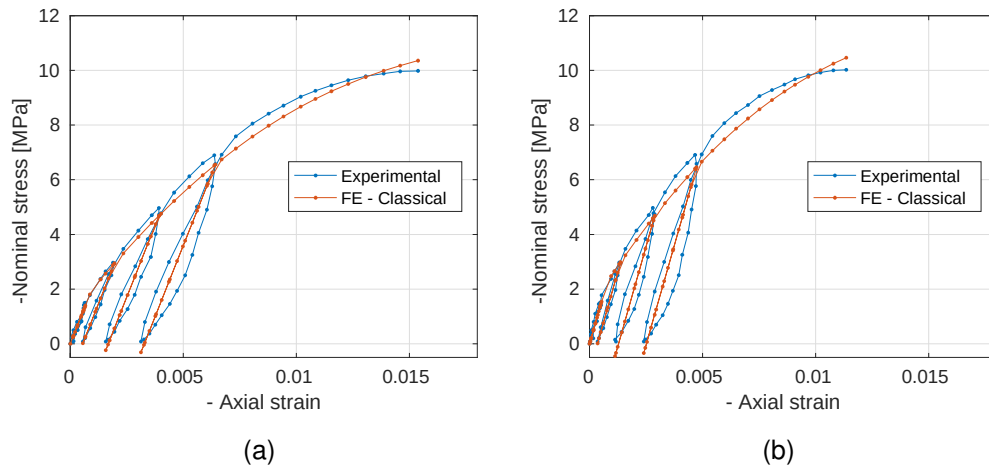 12
10
8
6
4
2
0
-Nominal stress [MPa]
Experimental
FE - Classical
0
0.005
0.01
0.015
- Axial strain
(a)
12
10
8
6
4
2
0
-Nominal stress [MPa]
Experimental
FE - Classical
0
0.005
0.01
0.015
- Axial strain
(b)